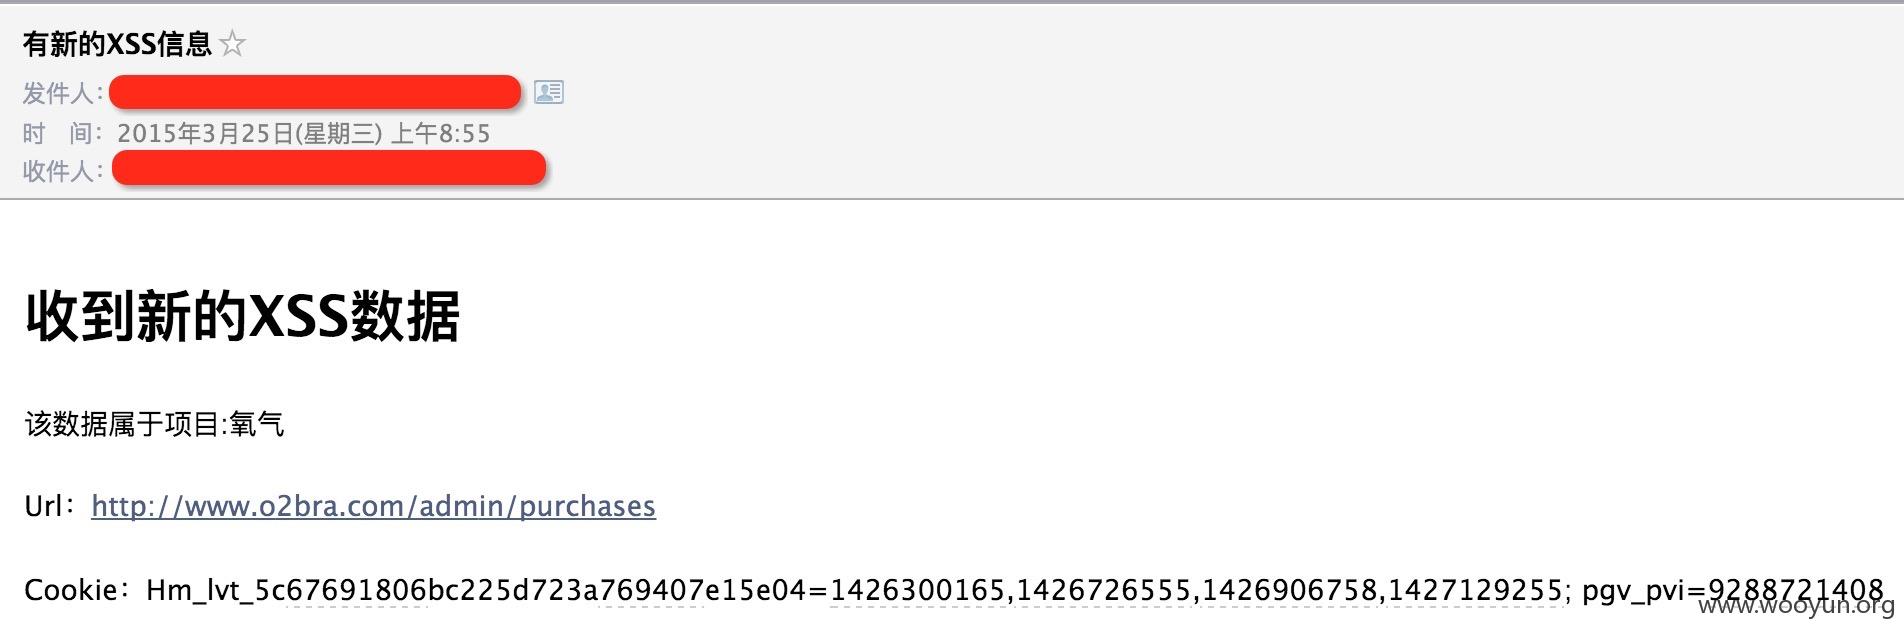 有新的XSS信息
发件人：
时 间： 2015年3月25日(星期三) 上午8:55
收件人：
收到新的XSS数据
该数据属于项目:氧气
Url： http://www.o2bra.com/admin/purchases
Cookie：Hm_lvt_5c67691806bc225d723a769407e15e04=1426300165,1426726555,1426906758,1427129255; pgv_pvi=9288721408
www.wooyun.org